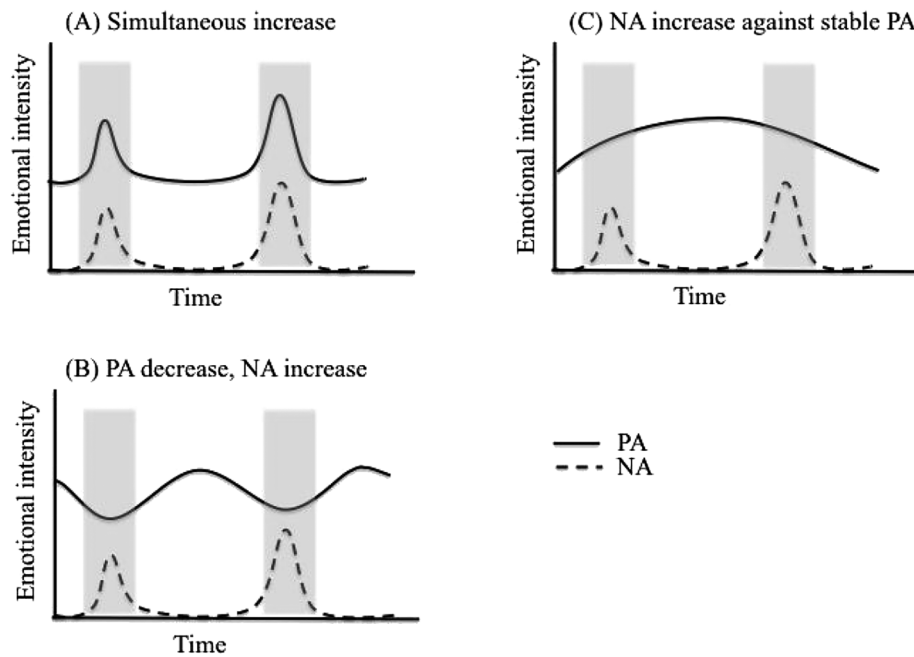 (A) Simultaneous increase
Emotional intensity
Time
(C) NA increase against stable PA
Emotional intensity
Time
(B) PA decrease, NA increase
Emotional intensity
Time
PA
NA